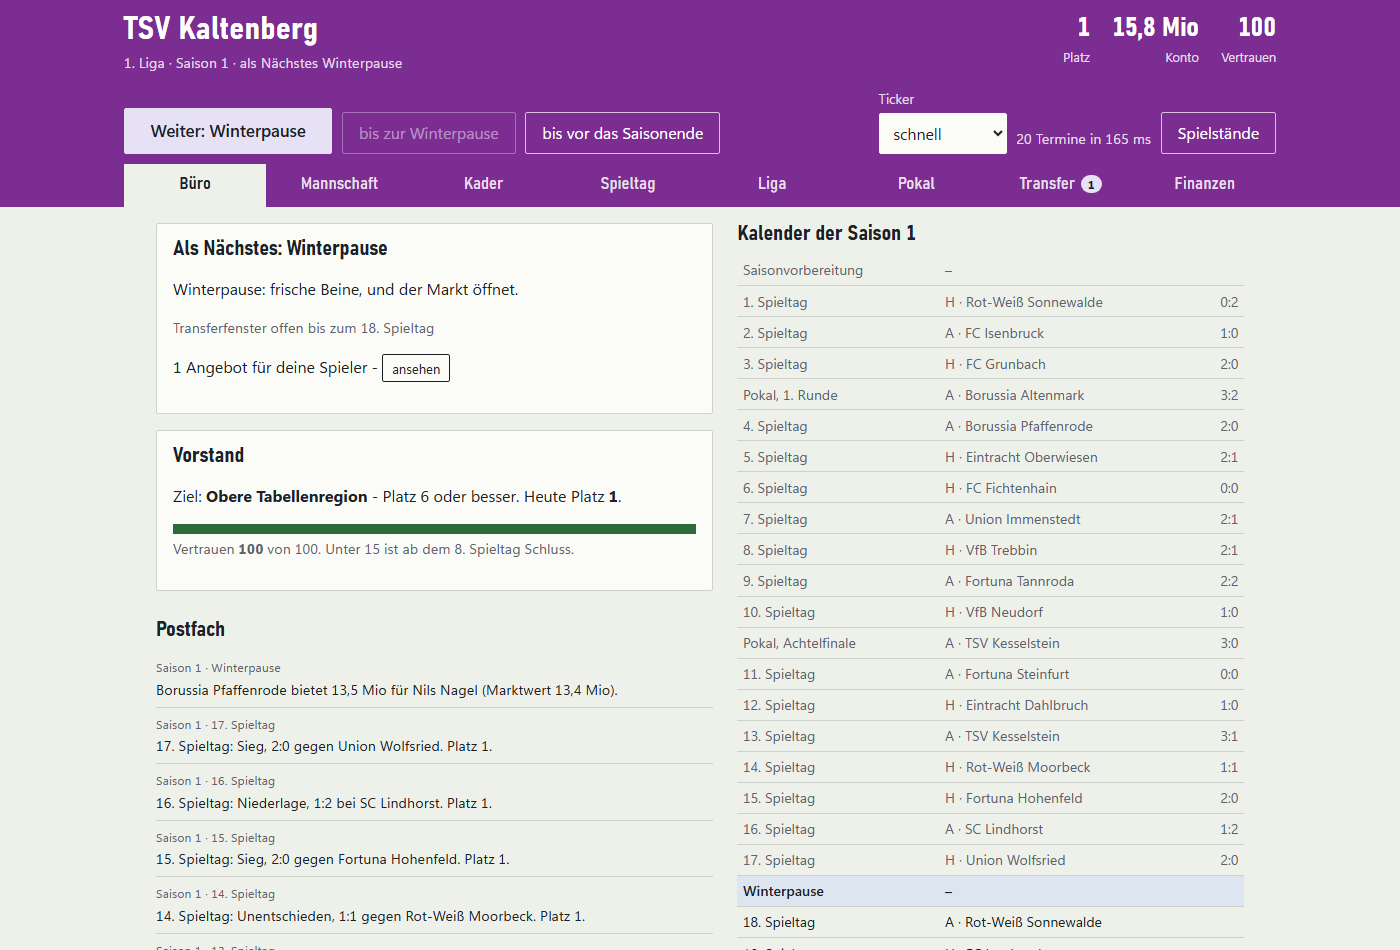 TSV Kaltenberg
1. Liga · Saison 1 · als Nächstes Winterpause
1 15,8 Mio 100
Platz Konto Vertrauen
Weiter: Winterpause
bis zur Winterpause
bis vor das Saisonende
Ticker
schnell
20 Termine in 165 ms
Spielstände
Büro Mannschaft Kader Spieltag Liga Pokal Transfer 1 Finanzen
Als Nächstes: Winterpause
Winterpause: frische Beine, und der Markt öffnet.
Transferfenster offen bis zum 18. Spieltag
1 Angebot für deine Spieler - ansehen
Vorstand
Ziel: Obere Tabellenregion - Platz 6 oder besser. Heute Platz 1.
Vertrauen 100 von 100. Unter 15 ist ab dem 8. Spieltag Schluss.
Postfach
Saison 1 · Winterpause
Borussia Pfaffenrode bietet 13,5 Mio für Nils Nagel (Marktwert 13,4 Mio).
Saison 1 · 17. Spieltag
17. Spieltag: Sieg, 2:0 gegen Union Wolfsried. Platz 1.
Saison 1 · 16. Spieltag
16. Spieltag: Niederlage, 1:2 bei SC Lindhorst. Platz 1.
Saison 1 · 15. Spieltag
15. Spieltag: Sieg, 2:0 gegen Fortuna Hohenfeld. Platz 1.
Saison 1 · 14. Spieltag
14. Spieltag: Unentschieden, 1:1 gegen Rot-Weiß Moorbeck. Platz 1.
Kalender der Saison 1
Saisonvorbereitung –
1. Spieltag H · Rot-Weiß Sonnewalde 0:2
2. Spieltag A · FC Isenbruck 1:0
3. Spieltag H · FC Grunbach 2:0
Pokal, 1. Runde A · Borussia Altenmark 3:2
4. Spieltag A · Borussia Pfaffenrode 2:0
5. Spieltag H · Eintracht Oberwiesen 2:1
6. Spieltag H · FC Fichtenhain 0:0
7. Spieltag A · Union Immenstedt 2:1
8. Spieltag H · VfB Trebbin 2:1
9. Spieltag A · Fortuna Tannroda 2:2
10. Spieltag H · VfB Neudorf 1:0
Pokal, Achtelfinale A · TSV Kesselstein 3:0
11. Spieltag A · Fortuna Steinfurt 0:0
12. Spieltag H · Eintracht Dahlbruch 1:0
13. Spieltag A · TSV Kesselstein 3:1
14. Spieltag H · Rot-Weiß Moorbeck 1:1
15. Spieltag H · Fortuna Hohenfeld 2:0
16. Spieltag A · SC Lindhorst 1:2
17. Spieltag H · Union Wolfsried 2:0
Winterpause –
18. Spieltag A · Rot-Weiß Sonnewalde